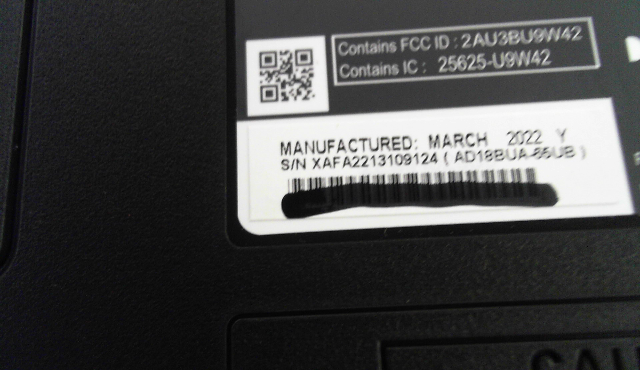 Contains FCC ID : 2AU3BU9W42
Contains IC : 25625-U9W42
MANUFACTURED: MARCH 2022 Y
S/N XAFA2213109124 ( AD18BUA-55UB )